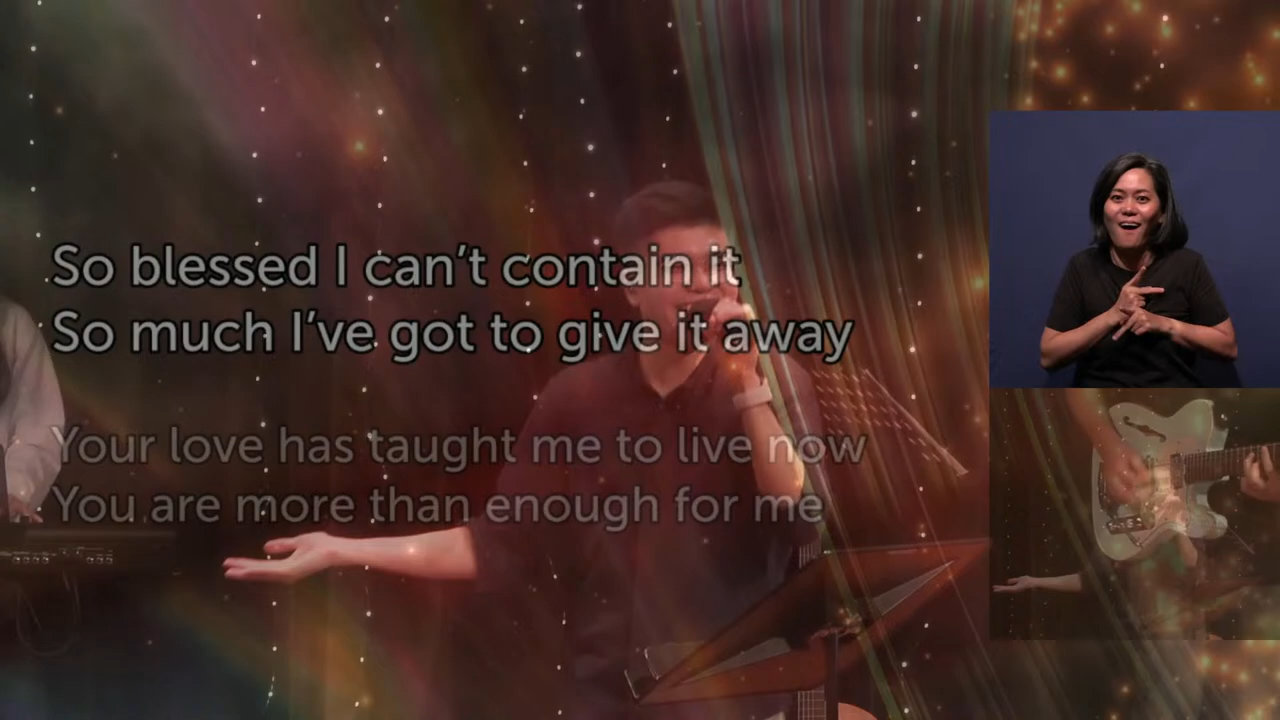 So blessed I can't contain it
So much I've got to give it away
Your love has taught me to live now
You are more than enough for me